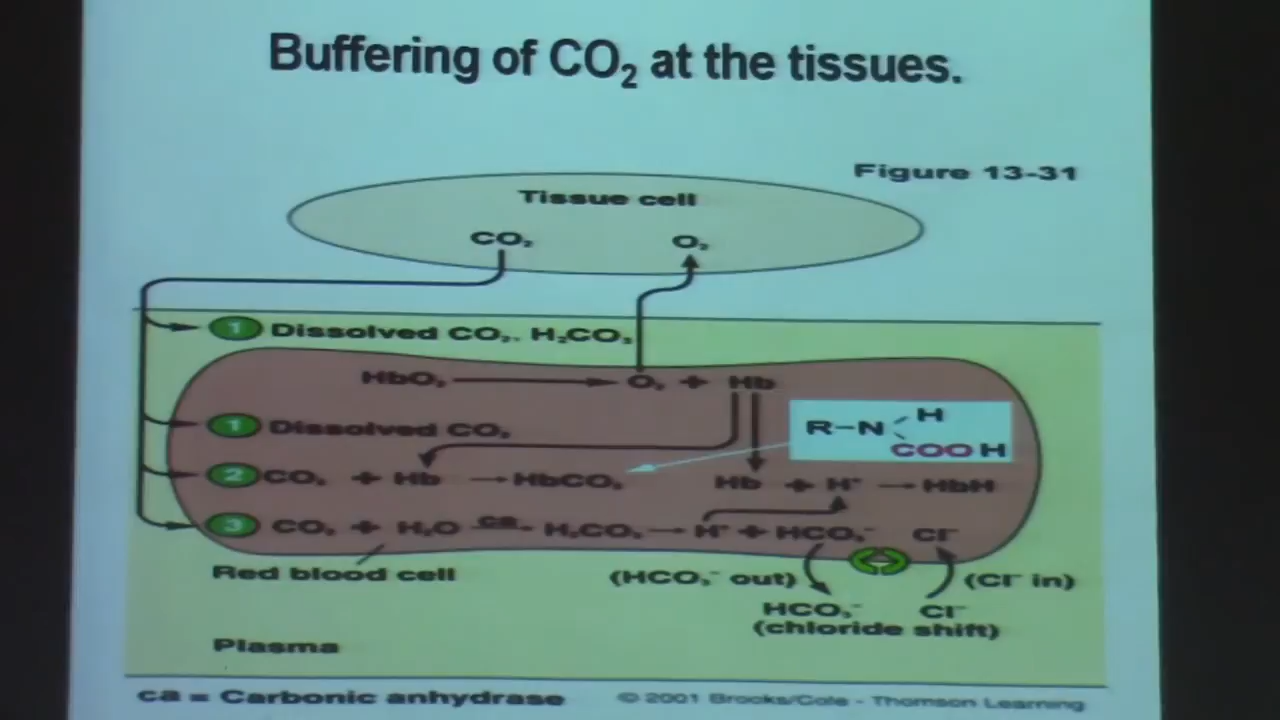 Buffering of CO₂ at the tissues.
Figure 13-31
Tissue cell
CO₂ O₂
1 Dissolved CO₂, H₂CO₃
HbO₂ → O₂ + Hb
R-N H
COOH
1 Dissolved CO₂
2 CO₂ + Hb → HbCO₂ Hb + H⁺ → HbH
3 CO₂ + H₂O ca H₂CO₃ → H⁺ + HCO₃⁻ Cl⁻
Red blood cell (HCO₃⁻ out) (Cl⁻ in)
HCO₃⁻ Cl⁻
(chloride shift)
Plasma
ca = Carbonic anhydrase © 2001 Brooks/Cole - Thomson Learning